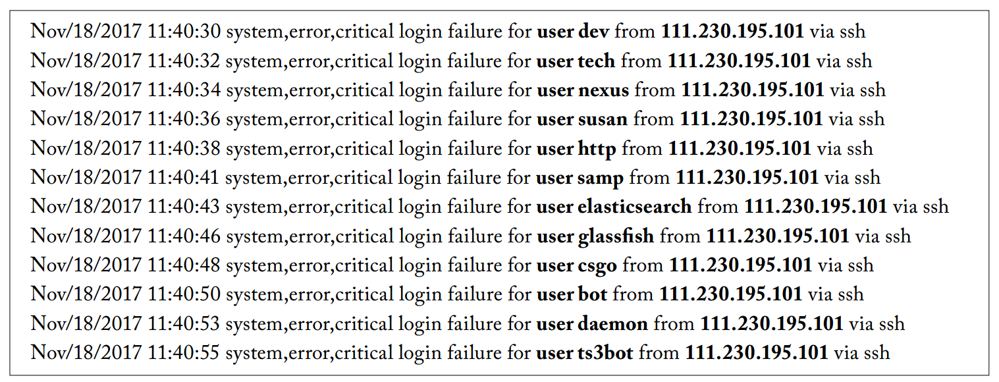 Nov/18/2017 11:40:30 system,error,critical login failure for user dev from 111.230.195.101 via ssh
Nov/18/2017 11:40:32 system,error,critical login failure for user tech from 111.230.195.101 via ssh
Nov/18/2017 11:40:34 system,error,critical login failure for user nexus from 111.230.195.101 via ssh
Nov/18/2017 11:40:36 system,error,critical login failure for user susan from 111.230.195.101 via ssh
Nov/18/2017 11:40:38 system,error,critical login failure for user http from 111.230.195.101 via ssh
Nov/18/2017 11:40:41 system,error,critical login failure for user samp from 111.230.195.101 via ssh
Nov/18/2017 11:40:43 system,error,critical login failure for user elasticsearch from 111.230.195.101 via ssh
Nov/18/2017 11:40:46 system,error,critical login failure for user glassfish from 111.230.195.101 via ssh
Nov/18/2017 11:40:48 system,error,critical login failure for user csgo from 111.230.195.101 via ssh
Nov/18/2017 11:40:50 system,error,critical login failure for user bot from 111.230.195.101 via ssh
Nov/18/2017 11:40:53 system,error,critical login failure for user daemon from 111.230.195.101 via ssh
Nov/18/2017 11:40:55 system,error,critical login failure for user ts3bot from 111.230.195.101 via ssh